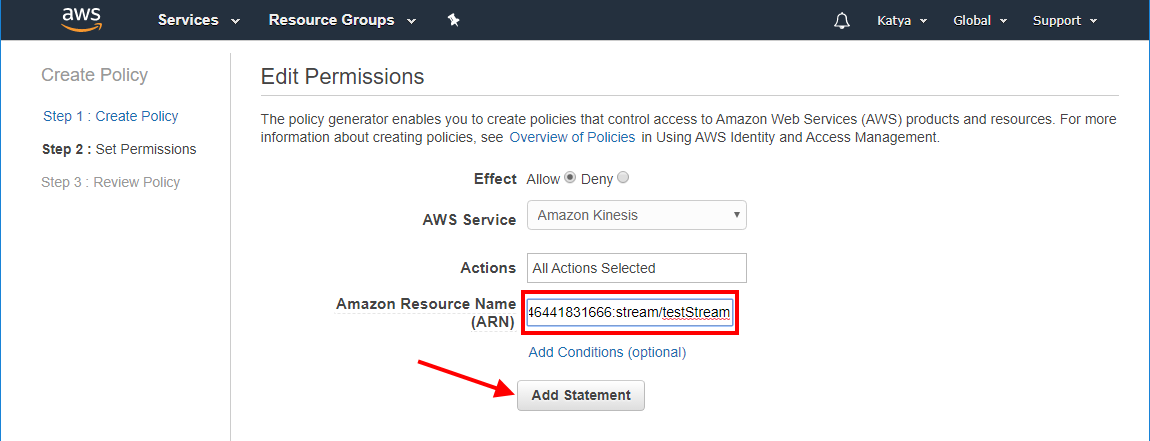 aws Services Resource Groups Katya Global Support
Create Policy
Step 1 : Create Policy
Step 2 : Set Permissions
Step 3 : Review Policy
Edit Permissions
The policy generator enables you to create policies that control access to Amazon Web Services (AWS) products and resources. For more
information about creating policies, see Overview of Policies in Using AWS Identity and Access Management.
Effect Allow Deny
AWS Service Amazon Kinesis
Actions All Actions Selected
Amazon Resource Name
(ARN) 46441831666:stream/testStream
Add Conditions (optional)
Add Statement